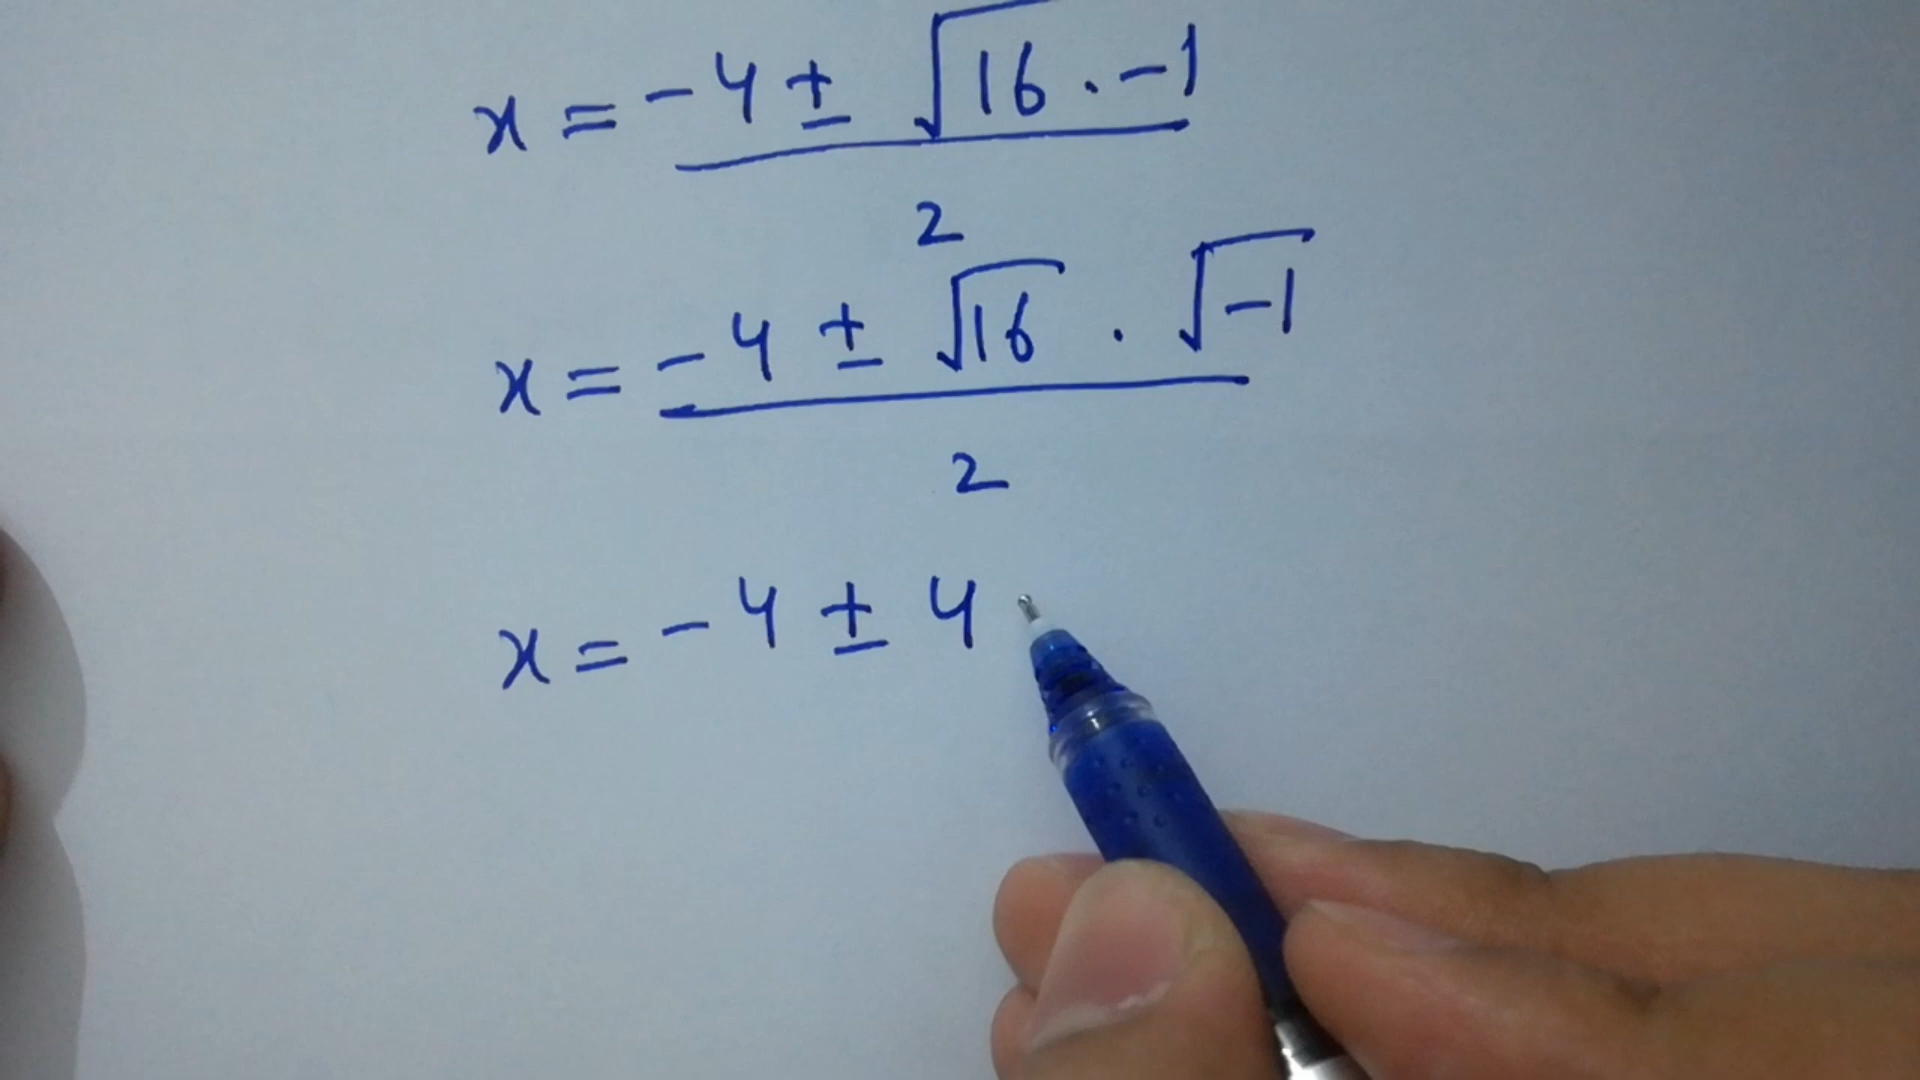 x = -4 ± √16 · -1
2
x = -4 ± √16 · √-1
2
x = -4 ± 4